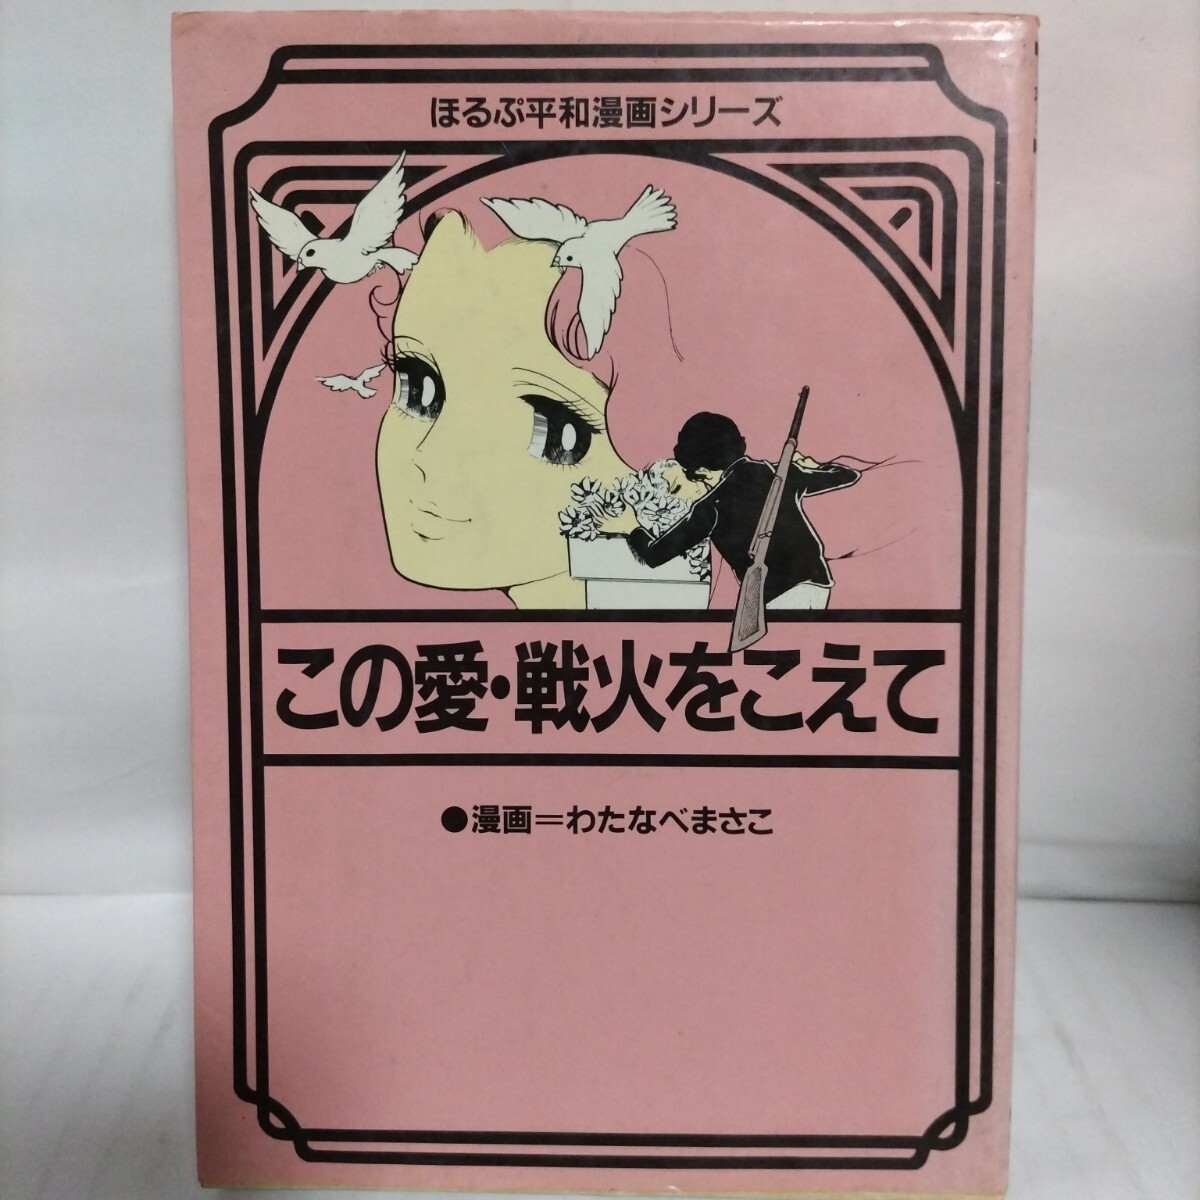 ほるぷ平和漫画シリーズ
この愛・戦火をこえて
●漫画＝わたなべまさこ